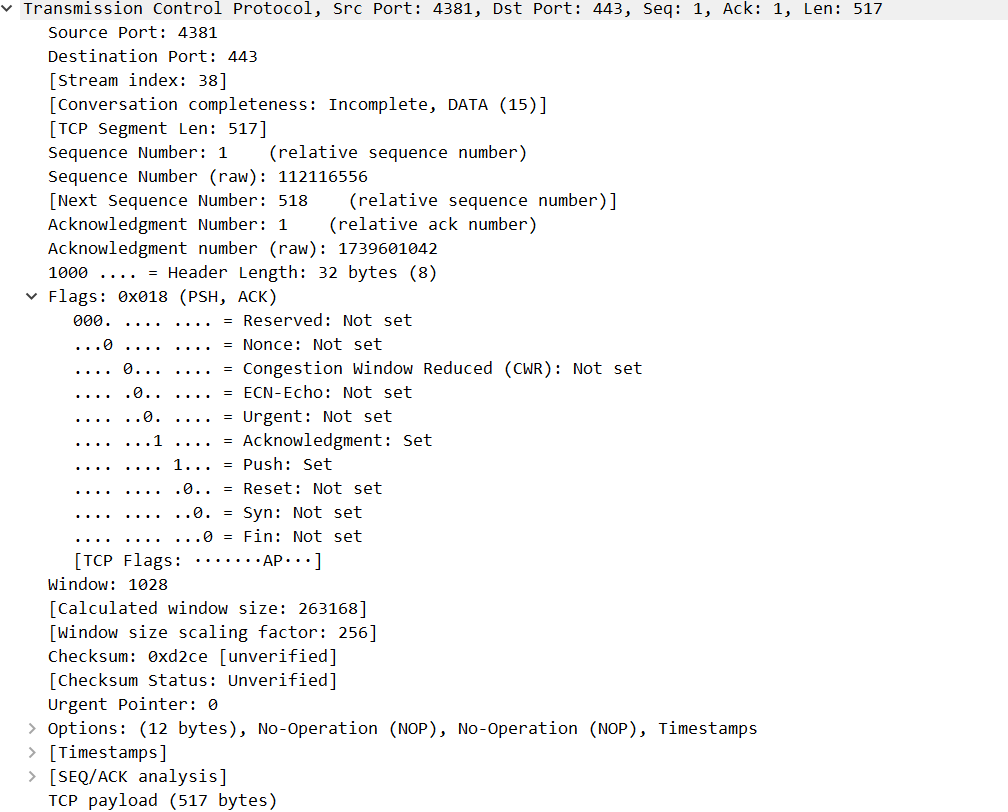 Transmission Control Protocol, Src Port: 4381, Dst Port: 443, Seq: 1, Ack: 1, Len: 517
Source Port: 4381
Destination Port: 443
[Stream index: 38]
[Conversation completeness: Incomplete, DATA (15)]
[TCP Segment Len: 517]
Sequence Number: 1    (relative sequence number)
Sequence Number (raw): 112116556
[Next Sequence Number: 518    (relative sequence number)]
Acknowledgment Number: 1    (relative ack number)
Acknowledgment number (raw): 1739601042
1000 .... = Header Length: 32 bytes (8)
Flags: 0x018 (PSH, ACK)
000. .... .... = Reserved: Not set
...0 .... .... = Nonce: Not set
.... 0... .... = Congestion Window Reduced (CWR): Not set
.... .0.. .... = ECN-Echo: Not set
.... ..0. .... = Urgent: Not set
.... ...1 .... = Acknowledgment: Set
.... .... 1... = Push: Set
.... .... .0.. = Reset: Not set
.... .... ..0. = Syn: Not set
.... .... ...0 = Fin: Not set
[TCP Flags: ·······AP···]
Window: 1028
[Calculated window size: 263168]
[Window size scaling factor: 256]
Checksum: 0xd2ce [unverified]
[Checksum Status: Unverified]
Urgent Pointer: 0
Options: (12 bytes), No-Operation (NOP), No-Operation (NOP), Timestamps
[Timestamps]
[SEQ/ACK analysis]
TCP payload (517 bytes)